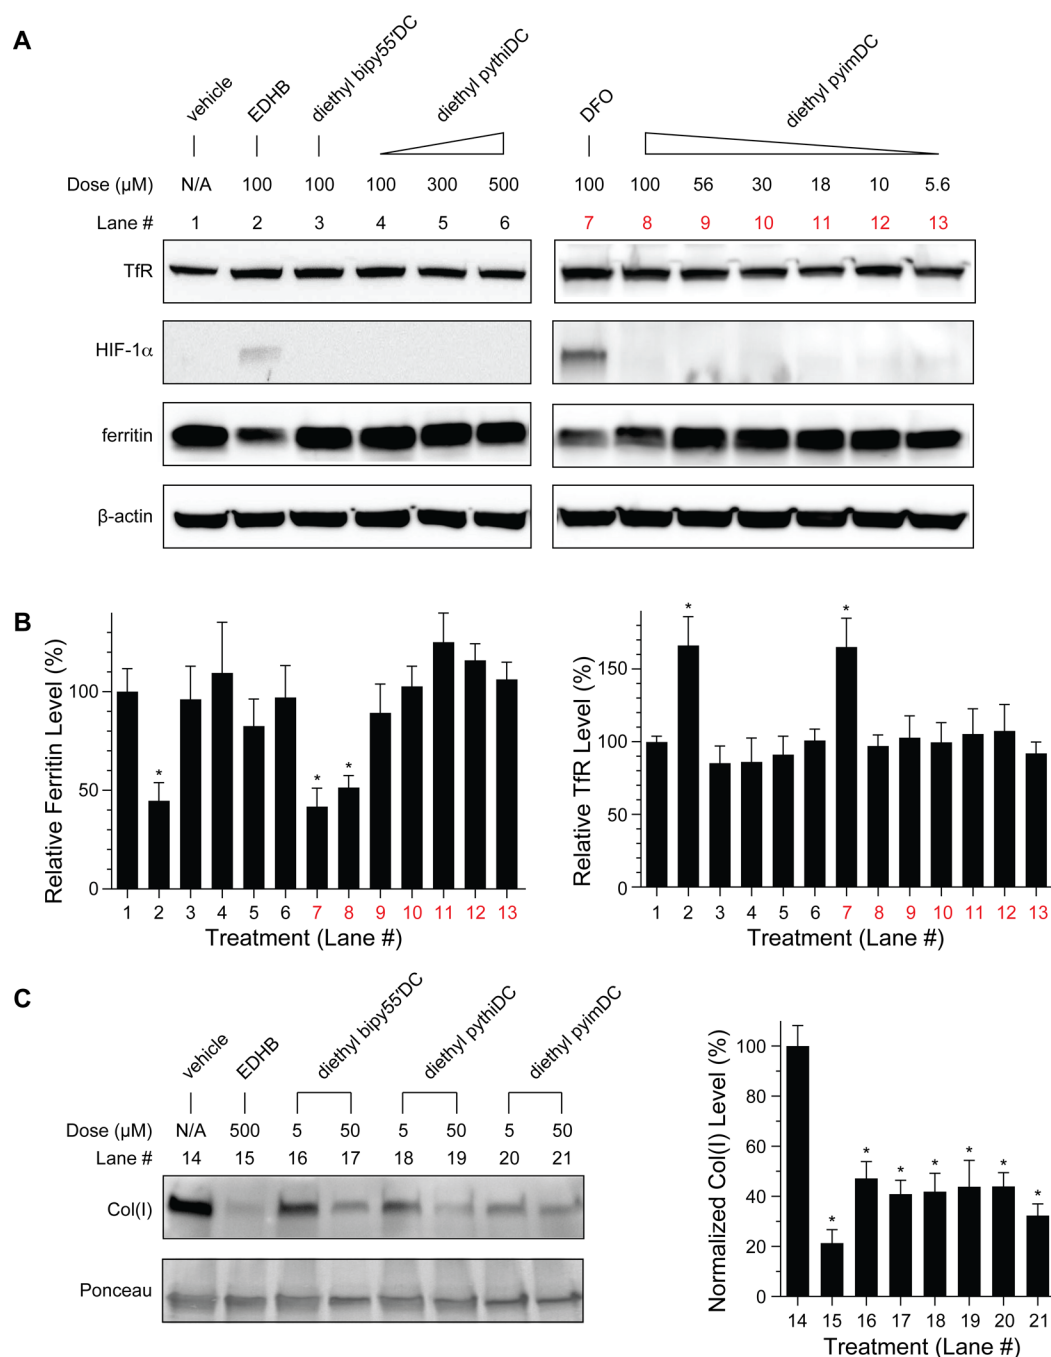 A
vehicle
EDHB
diethyl bipy55'DC
diethyl pythiDC
DFO
diethyl pyimDC
Dose (µM) N/A 100 100 100 300 500 100 100 56 30 18 10 5.6
Lane # 1 2 3 4 5 6 7 8 9 10 11 12 13
TfR
HIF-1α
ferritin
β-actin
B
Relative Ferritin Level (%)
100
50
0
* * *
1 2 3 4 5 6 7 8 9 10 11 12 13
Treatment (Lane #)
Relative TfR Level (%)
150
100
50
0
* *
1 2 3 4 5 6 7 8 9 10 11 12 13
Treatment (Lane #)
C
vehicle
EDHB
diethyl bipy55'DC
diethyl pythiDC
diethyl pyimDC
Dose (µM) N/A 500 5 50 5 50 5 50
Lane # 14 15 16 17 18 19 20 21
Col(I)
Ponceau
Normalized Col(I) Level (%)
100
80
60
40
20
0
* * * * * * *
14 15 16 17 18 19 20 21
Treatment (Lane #)